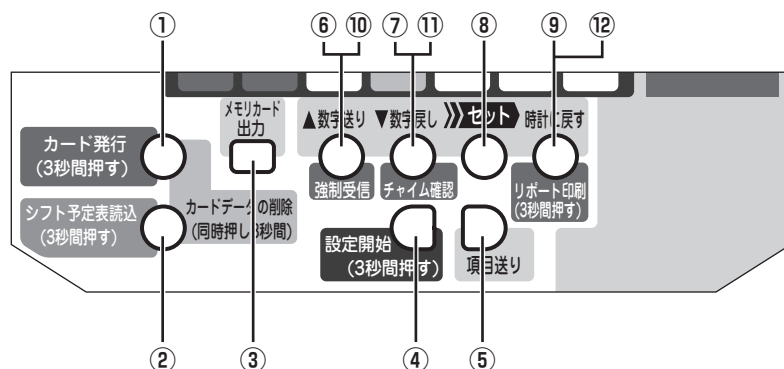 ① ⑥ ⑩ ⑦ ⑪ ⑧ ⑨ ⑫
メモリカード
出力
▲数字送り ▼数字戻し セット 時計に戻す
カード発行
(3秒間押す)
強制受信 チャイム確認 リポート印刷
(3秒間押す)
シフト予定表読込
(3秒間押す)
カードデータの削除
(同時押し3秒間)
設定開始
(3秒間押す)
項目送り
② ③ ④ ⑤